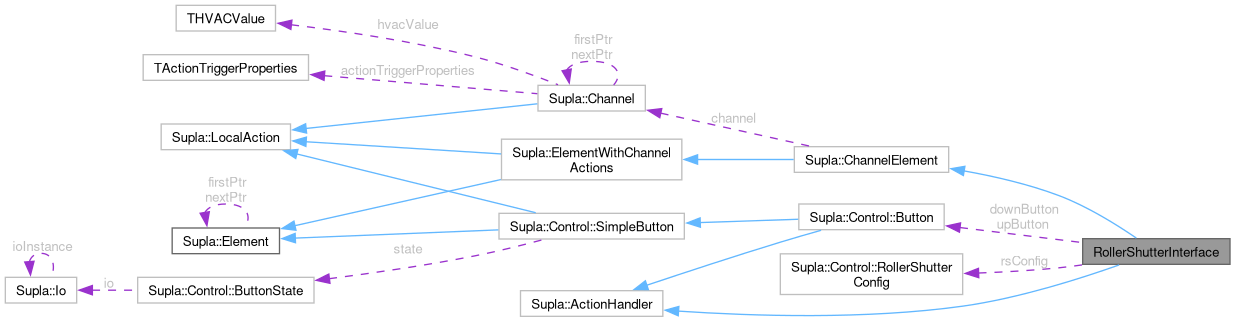 THVACValue
hvacValue
firstPtr
nextPtr
TActionTriggerProperties
actionTriggerProperties
Supla::Channel
Supla::LocalAction
channel
Supla::ElementWithChannel
Actions
Supla::ChannelElement
firstPtr
nextPtr
Supla::Element
Supla::Control::SimpleButton
Supla::Control::Button
downButton
upButton
RollerShutterInterface
ioInstance
state
rsConfig
Supla::Control::RollerShutter
Config
Supla::Io
io
Supla::Control::ButtonState
Supla::ActionHandler